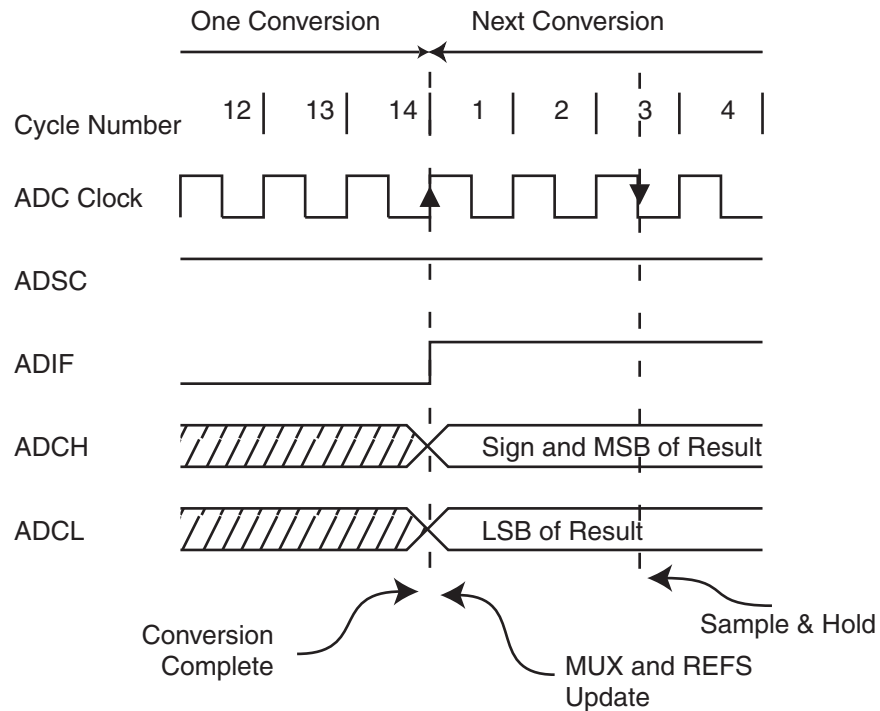 One Conversion Next Conversion
Cycle Number 12 13 14 1 2 3 4
ADC Clock
ADSC
ADIF
ADCH Sign and MSB of Result
ADCL LSB of Result
Conversion
Complete
MUX and REFS
Update
Sample & Hold